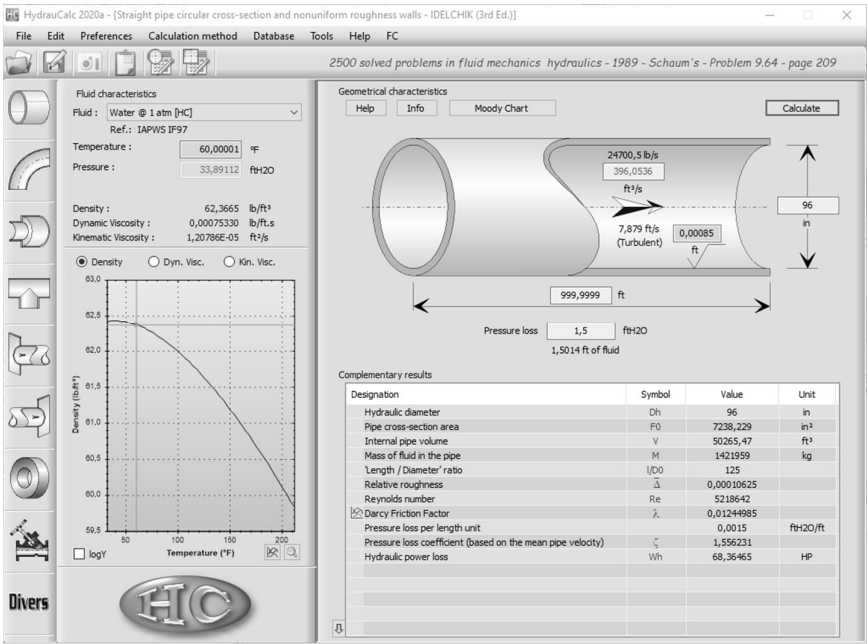 HC HydrauCalc 2020a - [Straight pipe circular cross-section and nonuniform roughness walls - IDELCHIK (3rd Ed.)]
File Edit Preferences Calculation method Database Tools Help FC
2500 solved problems in fluid mechanics hydraulics - 1989 - Schaum's - Problem 9.64 - page 209
Fluid characteristics
Fluid : Water @ 1 atm [HC]
Ref.: IAPWS IF97
Temperature : 60,00001 ºF
Pressure : 33,89112 ftH2O
Density : 62,3665 lb/ft³
Dynamic Viscosity : 0,00075330 lb/ft.s
Kinematic Viscosity : 1,20786E-05 ft²/s
Density Dyn. Visc. Kin. Visc.
63,0
62,5
62,0
61,5
61,0
60,5
60,0
59,5
Density (lb/ft³)
50 100 150 200
logY Temperature (°F)
Divers
HC
Geometrical characteristics
Help Info Moody Chart Calculate
24700,5 lb/s
396,0536
ft³/s
7,879 ft/s
(Turbulent)
0,00085
ft
96
in
999,9999 ft
Pressure loss 1,5 ftH2O
1,5014 ft of fluid
Complementary results
Designation Symbol Value Unit
Hydraulic diameter Dh 96 in
Pipe cross-section area F0 7238,229 in²
Internal pipe volume V 50265,47 ft³
Mass of fluid in the pipe M 1421959 kg
'Length / Diameter' ratio l/D0 125
Relative roughness Δ̅ 0,00010625
Reynolds number Re 5218642
Darcy Friction Factor λ 0,01244985
Pressure loss per length unit 0,0015 ftH2O/ft
Pressure loss coefficient (based on the mean pipe velocity) ζ 1,556231
Hydraulic power loss Wh 68,36465 HP